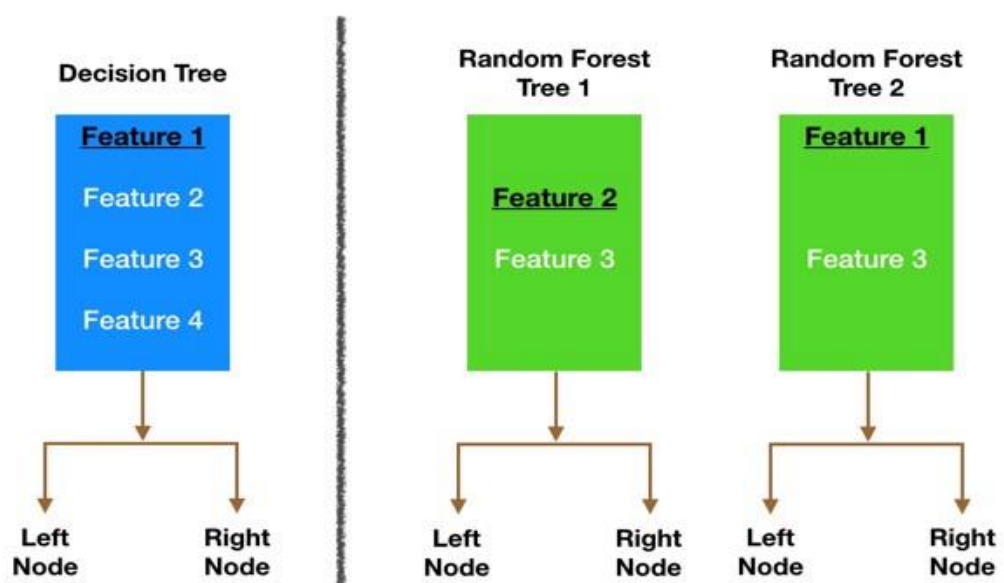 Decision Tree
Feature 1
Feature 2
Feature 3
Feature 4
Left
Node
Right
Node
Random Forest
Tree 1
Feature 2
Feature 3
Left
Node
Right
Node
Random Forest
Tree 2
Feature 1
Feature 3
Left
Node
Right
Node